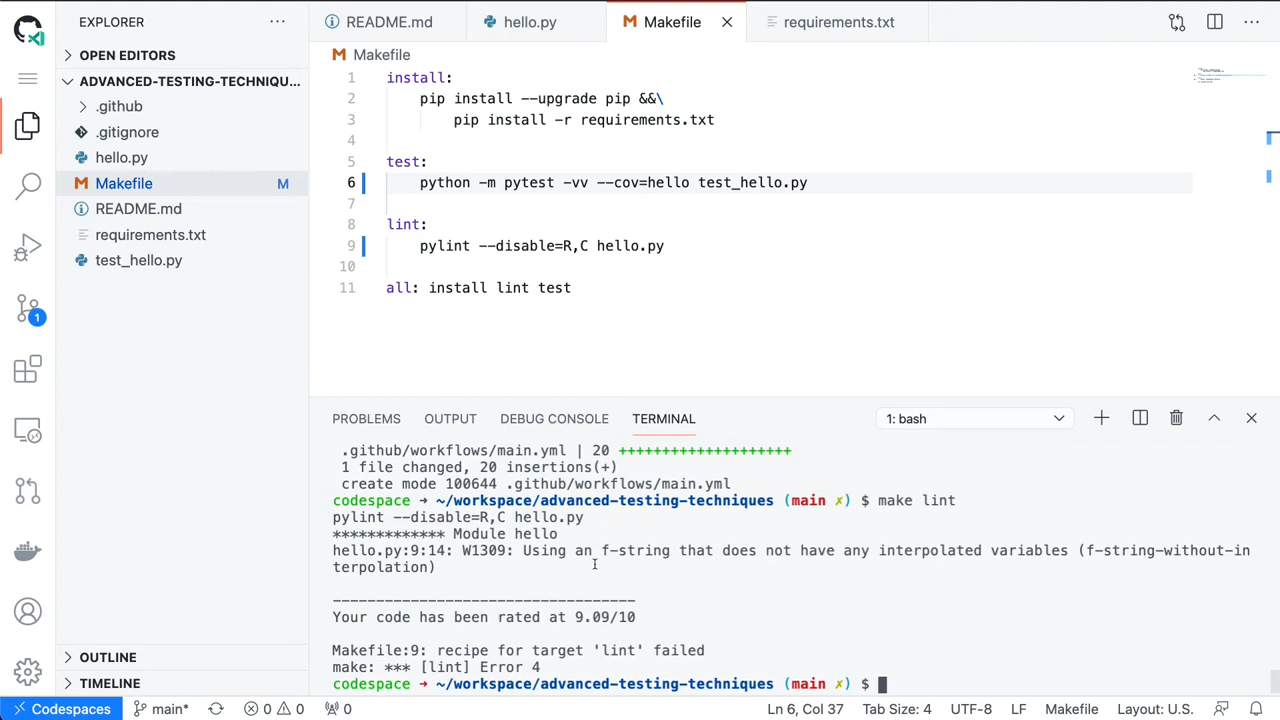 EXPLORER
···
README.md
hello.py
Makefile
requirements.txt
OPEN EDITORS
ADVANCED-TESTING-TECHNIQU...
.github
.gitignore
hello.py
Makefile M
README.md
requirements.txt
test_hello.py
OUTLINE
TIMELINE
1
Makefile
1 install:
2 pip install --upgrade pip &&\
3 pip install -r requirements.txt
4
5 test:
6 python -m pytest -vv --cov=hello test_hello.py
7
8 lint:
9 pylint --disable=R,C hello.py
10
11 all: install lint test
PROBLEMS OUTPUT DEBUG CONSOLE TERMINAL 1: bash
.github/workflows/main.yml | 20 ++++++++++++++++++++
1 file changed, 20 insertions(+)
create mode 100644 .github/workflows/main.yml
codespace → ~/workspace/advanced-testing-techniques (main ✗) $ make lint
pylint --disable=R,C hello.py
************* Module hello
hello.py:9:14: W1309: Using an f-string that does not have any interpolated variables (f-string-without-in
terpolation)
------------------------------------
Your code has been rated at 9.09/10
Makefile:9: recipe for target 'lint' failed
make: *** [lint] Error 4
codespace → ~/workspace/advanced-testing-techniques (main ✗) $
Codespaces main* 0 0 0 Ln 6, Col 37 Tab Size: 4 UTF-8 LF Makefile Layout: U.S.